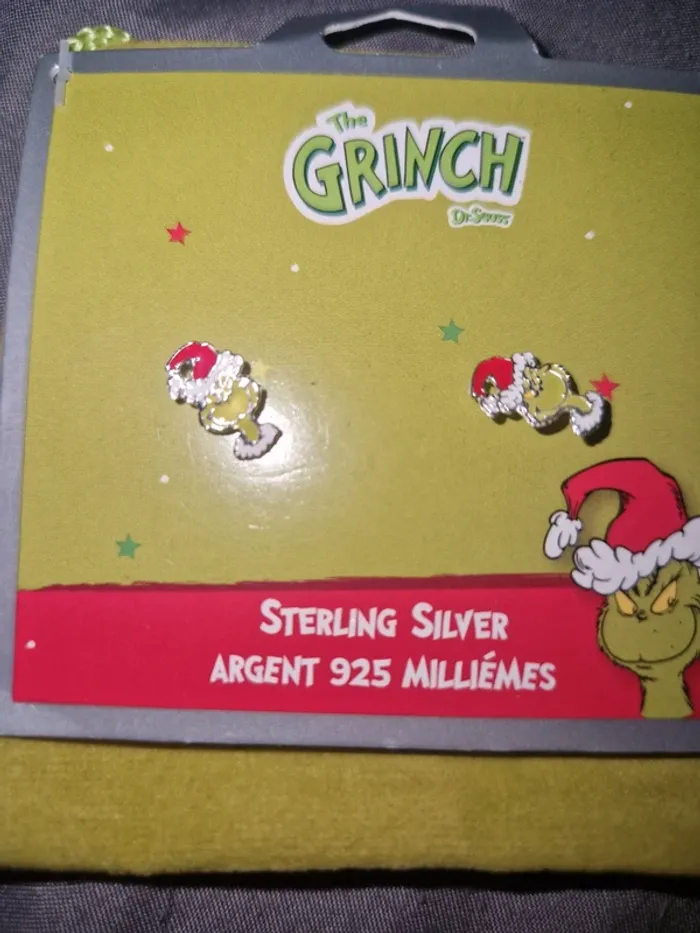 The
GRINCH
Dr. Seuss
STERLING SILVER
ARGENT 925 MILLIÉMES